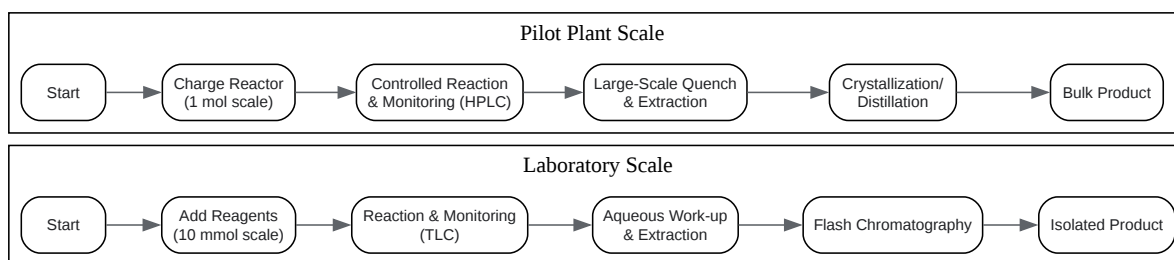 Pilot Plant Scale
Start
Charge Reactor
(1 mol scale)
Controlled Reaction
& Monitoring (HPLC)
Large-Scale Quench
& Extraction
Crystallization/
Distillation
Bulk Product
Laboratory Scale
Start
Add Reagents
(10 mmol scale)
Reaction & Monitoring
(TLC)
Aqueous Work-up
& Extraction
Flash Chromatography
Isolated Product